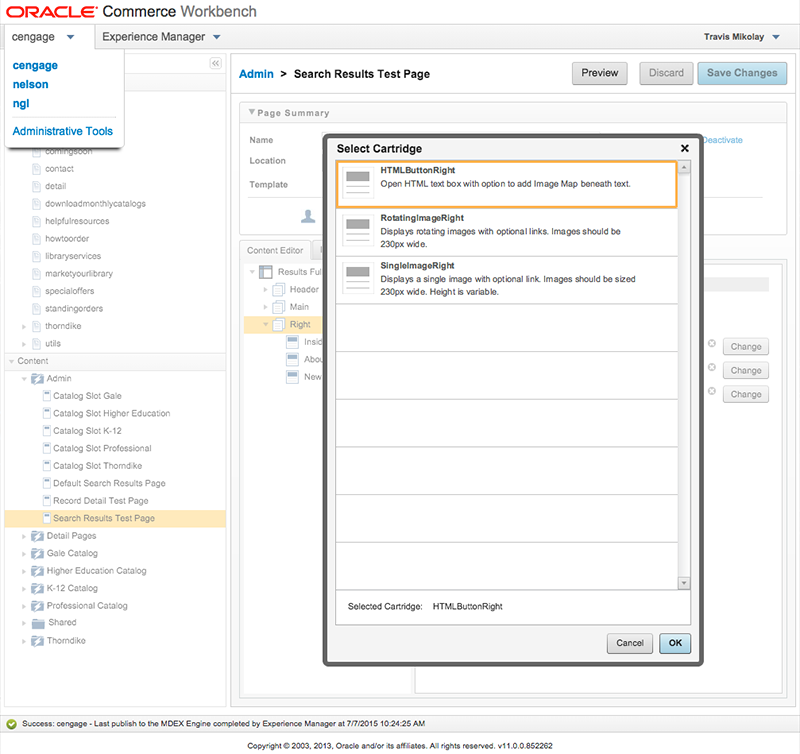 ORACLE Commerce Workbench
cengage
Experience Manager
Travis Mikolay
cengage
nelson
ngl
Administrative Tools
comingsoon
contact
detail
downloadmonthlycatalogs
helpfulresources
howtoorder
libraryservices
marketyourlibrary
specialoffers
standingorders
thorndike
utils
Content
Admin
Catalog Slot Gale
Catalog Slot Higher Education
Catalog Slot K-12
Catalog Slot Professional
Catalog Slot Thorndike
Default Search Results Page
Record Detail Test Page
Search Results Test Page
Detail Pages
Gale Catalog
Higher Education Catalog
K-12 Catalog
Professional Catalog
Shared
Thorndike
Admin > Search Results Test Page
Preview
Discard
Save Changes
Page Summary
Name
Location
Template
Deactivate
Content Editor
Results Ful
Header
Main
Right
Insid
Abou
New
Change
Change
Change
Select Cartridge
HTMLButtonRight
Open HTML text box with option to add Image Map beneath text.
RotatingImageRight
Displays rotating images with optional links. Images should be
230px wide.
SingleImageRight
Displays a single image with optional link. Images should be sized
230px wide. Height is variable.
Selected Cartridge: HTMLButtonRight
Cancel
OK
Success: cengage - Last publish to the MDEX Engine completed by Experience Manager at 7/7/2015 10:24:25 AM
Copyright © 2003, 2013, Oracle and/or its affiliates. All rights reserved. v11.0.0.852262